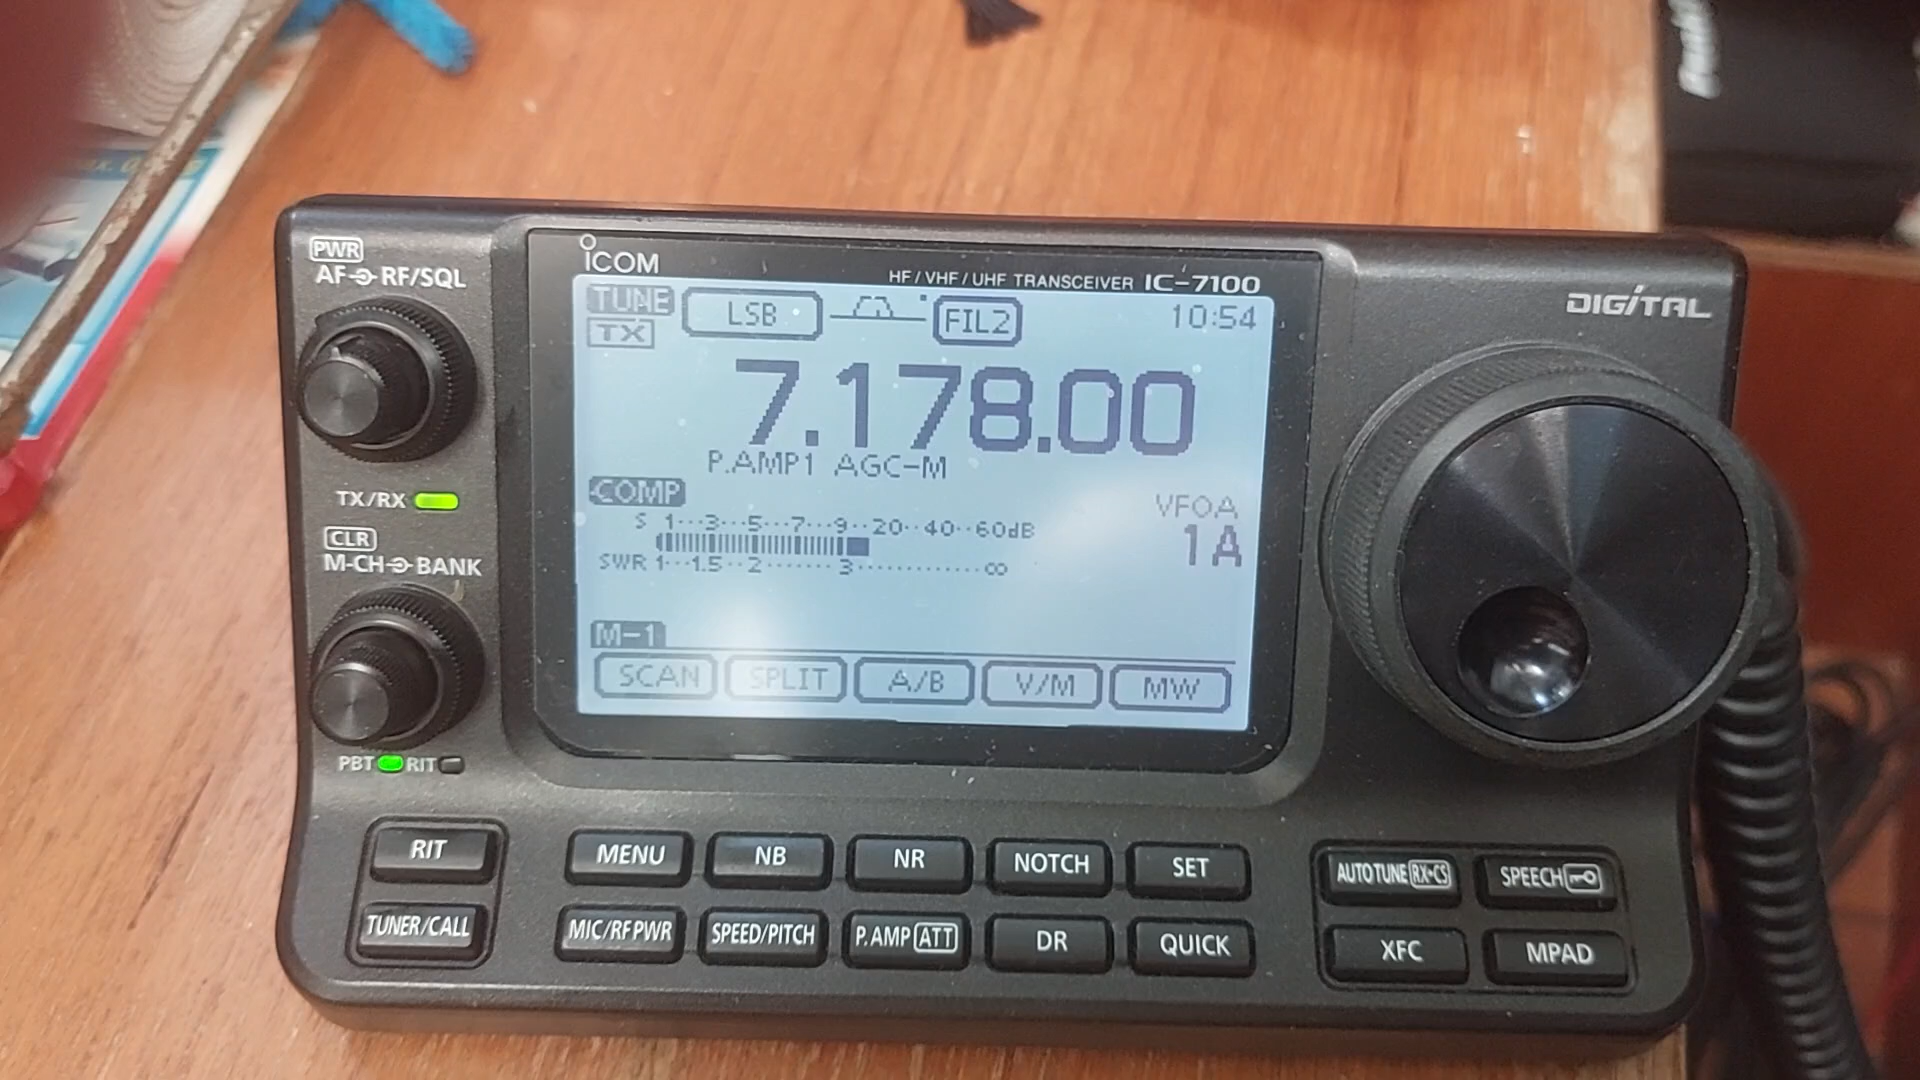 PWR
AF RF/SQL
ICOM
HF/VHF/UHF TRANSCEIVER IC-7100
DIGITAL
TUNE
TX
LSB
FIL2
10:54
7.178.00
P.AMP1 AGC-M
TX/RX
COMP
VFOA
1A
S 1···3···5···7···9··20··40··60dB
SWR 1···1.5··2·······3············∞
CLR
M-CH BANK
M-1
SCAN SPLIT A/B V/M MW
PBT RIT
RIT MENU NB NR NOTCH SET AUTOTUNE RX→CS SPEECH
TUNER/CALL MIC/RF PWR SPEED/PITCH P.AMP ATT DR QUICK XFC MPAD